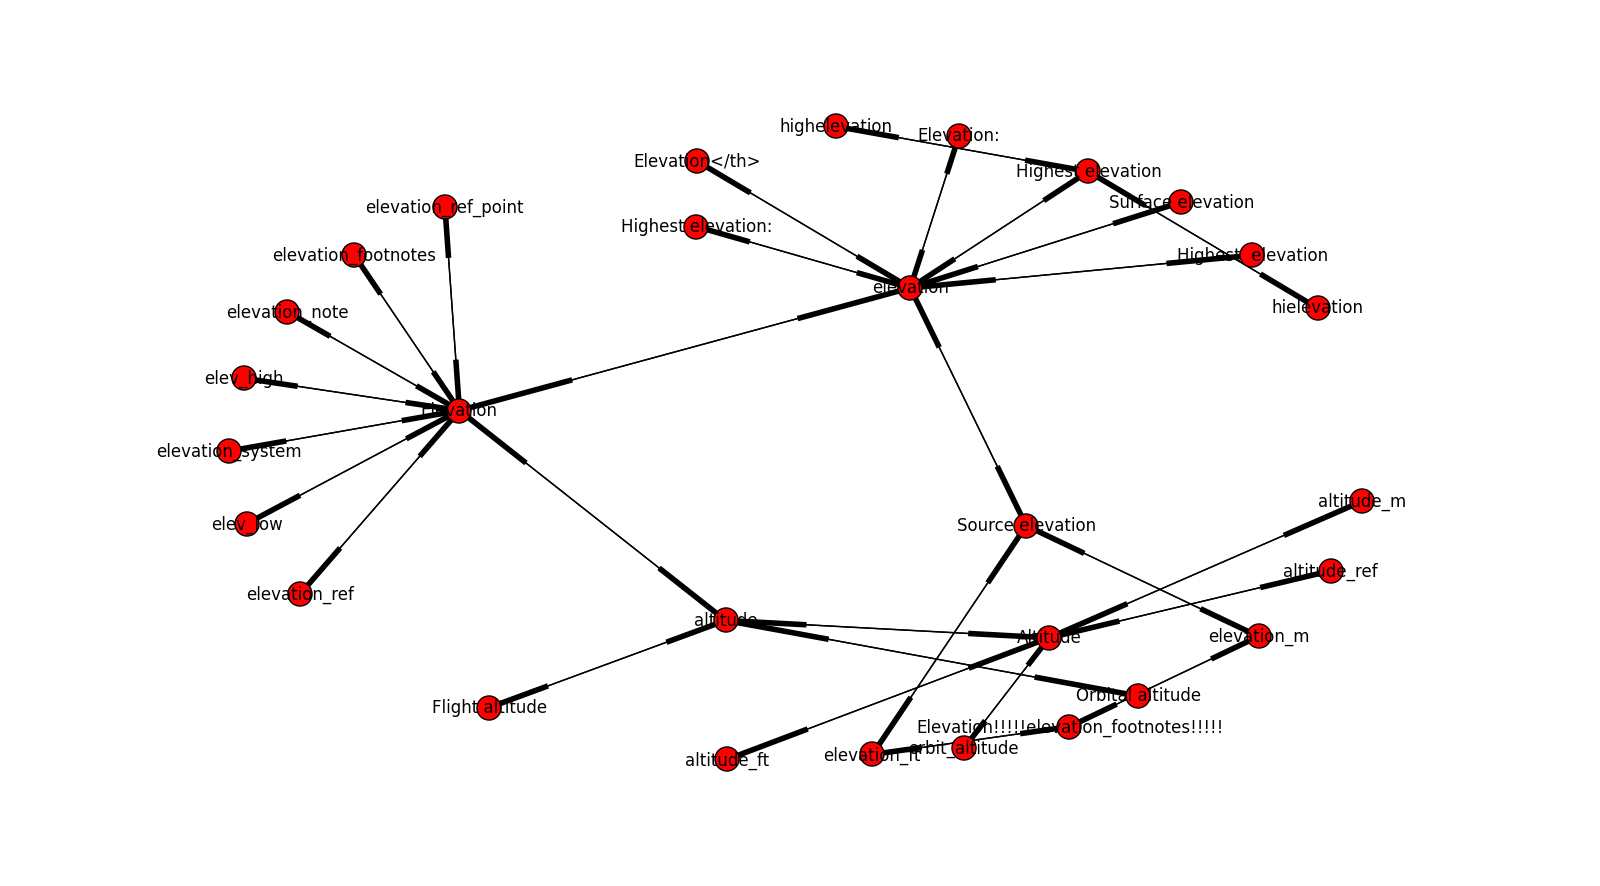 highelevation
Elevation:
Elevation</th>
Highest elevation
Surface elevation
elevation_ref_point
Highest elevation:
elevation_footnotes
Highest elevation
elevation
elevation_note
hielevation
elev_high
Elevation
elevation_system
altitude_m
elev_low
Source elevation
altitude_ref
elevation_ref
altitude
Altitude
elevation_m
Orbital altitude
Flight altitude
Elevation!!!!!elevation_footnotes!!!!!
orbit_altitude
elevation_ft
altitude_ft